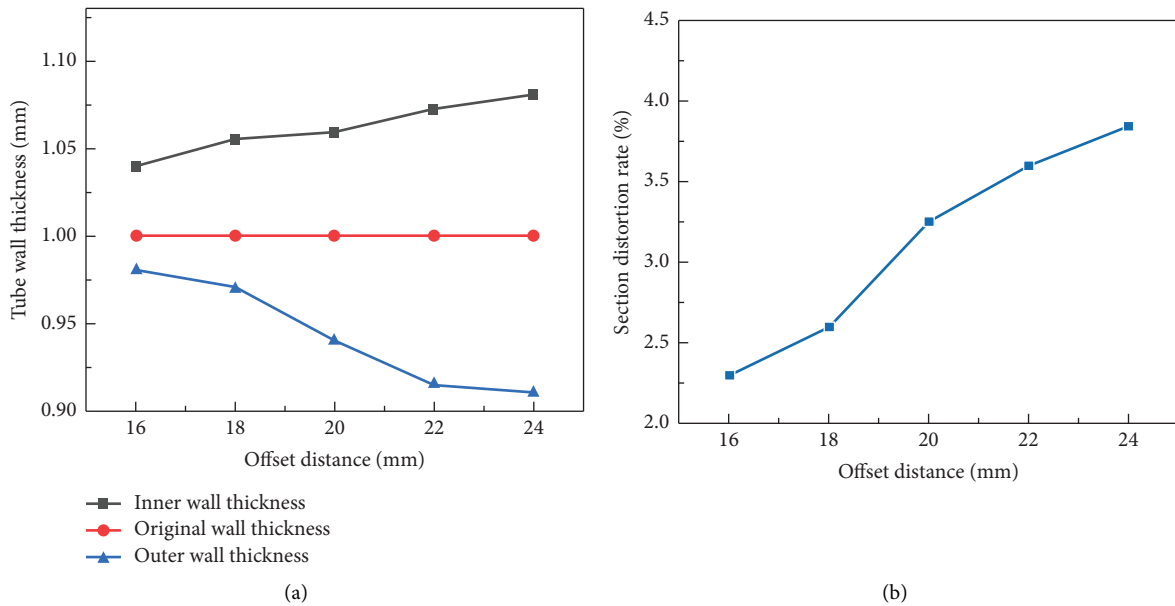 Tube wall thickness (mm)
1.10
1.05
1.00
0.95
0.90
16 18 20 22 24
Offset distance (mm)
Inner wall thickness
Original wall thickness
Outer wall thickness
(a)
Section distortion rate (%)
4.5
4.0
3.5
3.0
2.5
2.0
16 18 20 22 24
Offset distance (mm)
(b)